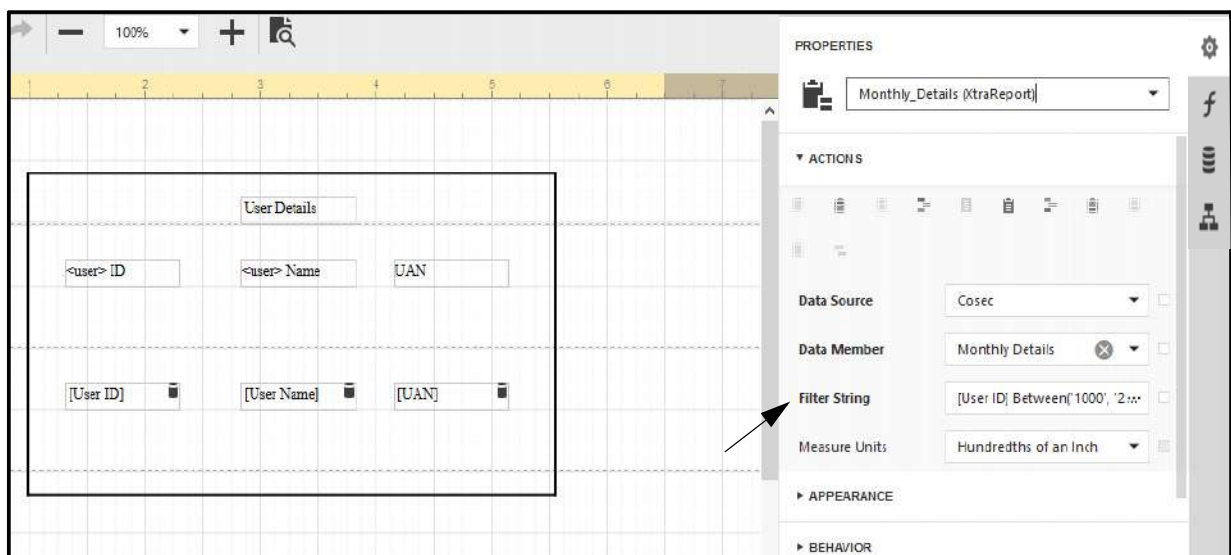 100%
1 2 3 4 5 6 7
User Details
<user> ID <user> Name UAN
[User ID] [User Name] [UAN]
PROPERTIES
Monthly_Details (XtraReport)
ACTIONS
Data Source Cosec
Data Member Monthly Details
Filter String [User ID] Between('1000', '2...
Measure Units Hundredths of an Inch
APPEARANCE
BEHAVIOR
f